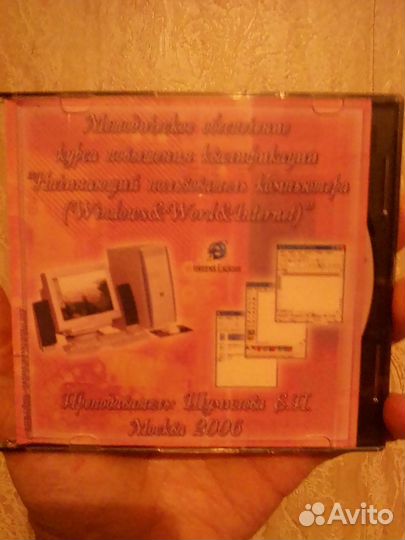 Методическое обеспечение
курса повышения квалификации
"Начинающий пользователь компьютера
(Windows&Word&Internet)"
Преподаватель: Е.П.
Москва 2006
Avito